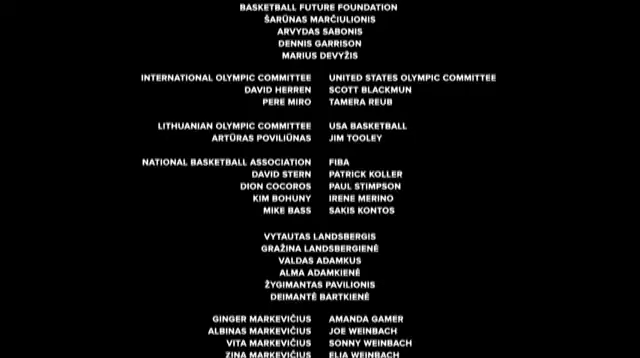 BASKETBALL FUTURE FOUNDATION
ŠARŪNAS MARČIULIONIS
ARVYDAS SABONIS
DENNIS GARRISON
MARIUS DEVYŽIS
INTERNATIONAL OLYMPIC COMMITTEE UNITED STATES OLYMPIC COMMITTEE
DAVID HERREN SCOTT BLACKMUN
PERE MIRO TAMERA REUB
LITHUANIAN OLYMPIC COMMITTEE USA BASKETBALL
ARTŪRAS POVILIŪNAS JIM TOOLEY
NATIONAL BASKETBALL ASSOCIATION FIBA
DAVID STERN PATRICK KOLLER
DION COCOROS PAUL STIMPSON
KIM BOHUNY IRENE MERINO
MIKE BASS SAKIS KONTOS
VYTAUTAS LANDSBERGIS
GRAŽINA LANDSBERGIENĖ
VALDAS ADAMKUS
ALMA ADAMKIENĖ
ŽYGIMANTAS PAVILIONIS
DEIMANTĖ BARTKIENĖ
GINGER MARKEVIČIUS AMANDA GAMER
ALBINAS MARKEVIČIUS JOE WEINBACH
VITA MARKEVIČIUS SONNY WEINBACH
ZINA MARKEVIČIUS ELIA WEINBACH